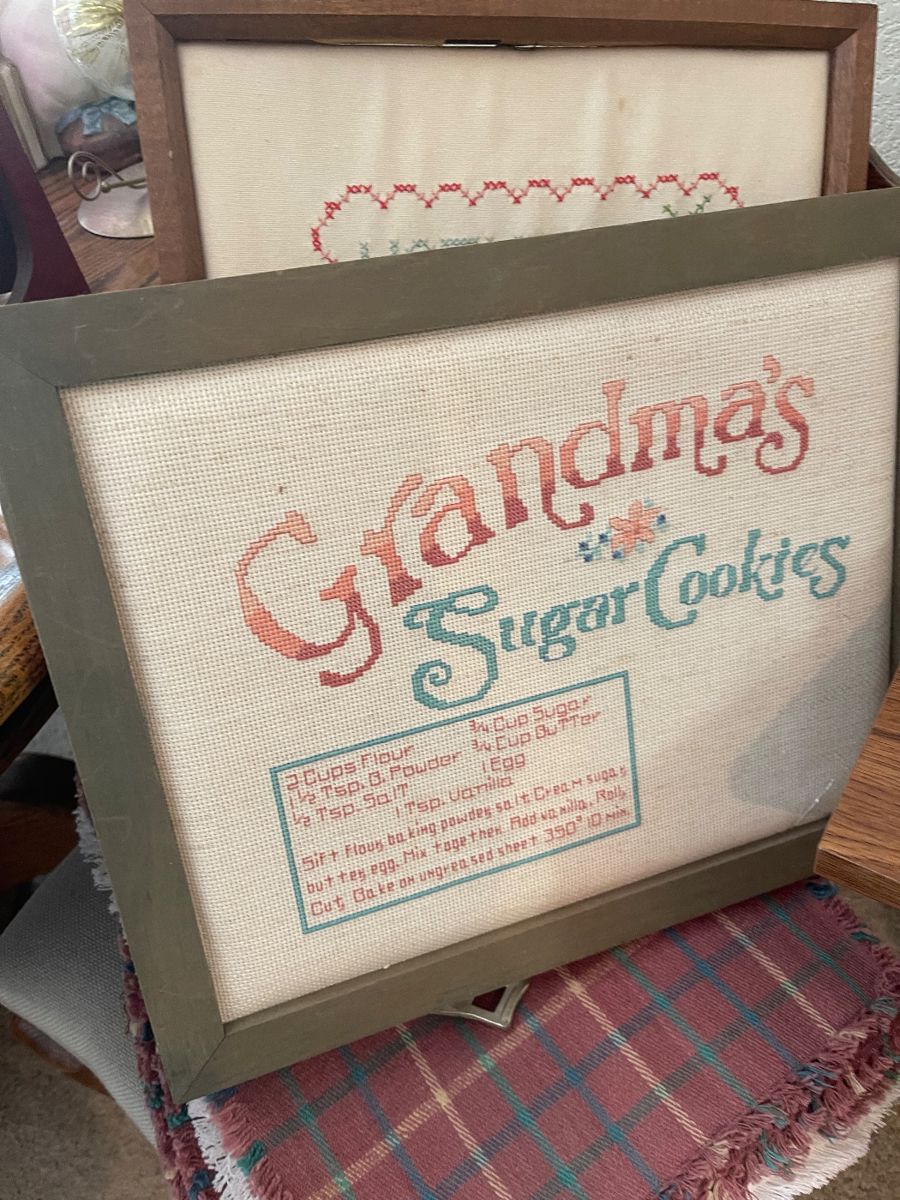 Grandma's
Sugar Cookies
2 Cups Flour ¾ Cup Sugar
1½ Tsp. B. Powder ¾ Cup Butter
½ Tsp. Salt 1 Egg
1 Tsp. Vanilla
Sift flour, baking powder, salt. Cream sugar,
butter, egg. Mix together. Add vanilla. Roll,
Cut, Bake on ungreased sheet 350° 10 min.